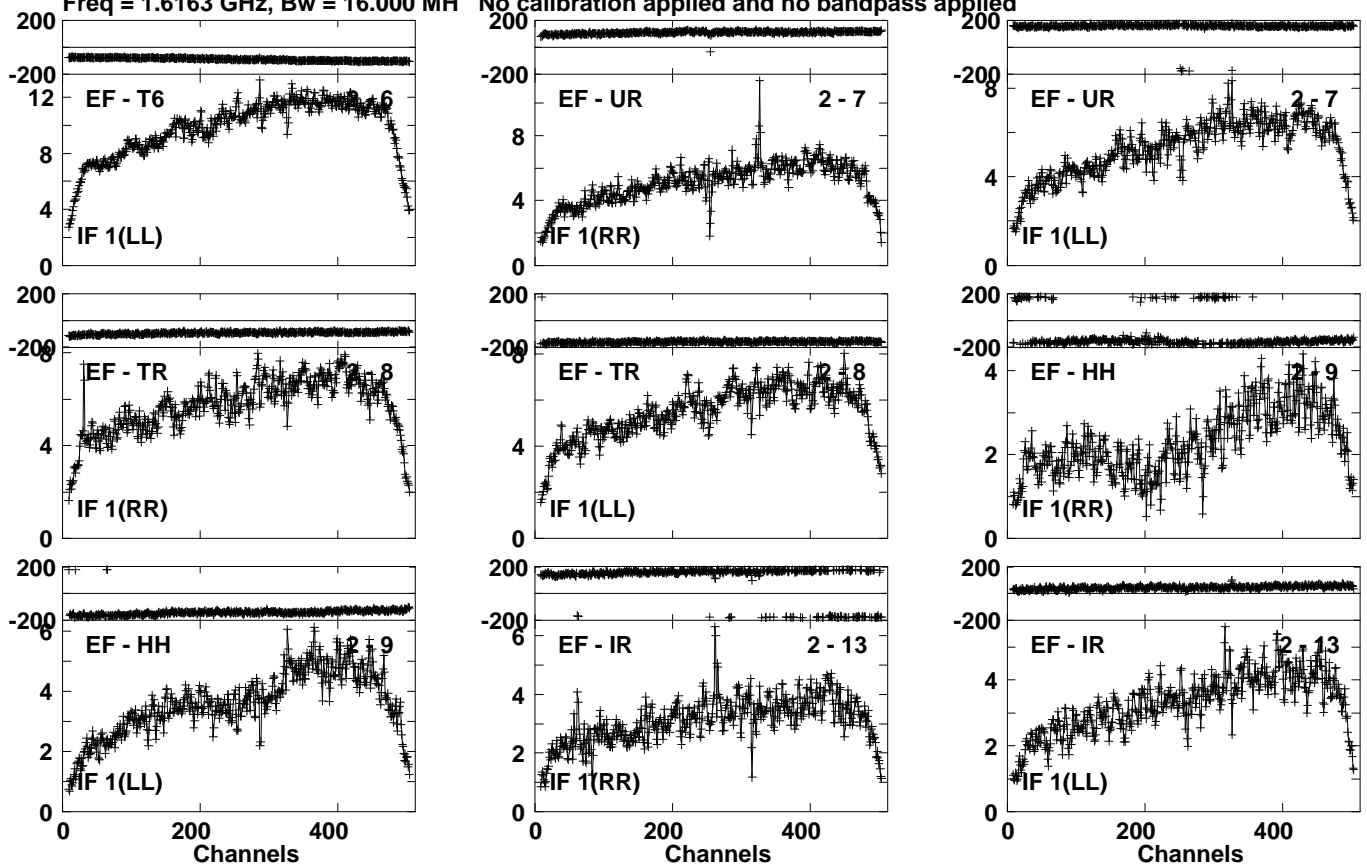 Freq = 1.6163 GHz, Bw = 16.000 MH No calibration applied and no bandpass applied
200 200 200
-200 -200 -200
12 8 8
EF - T6 2 - 6 EF - UR 2 - 7 EF - UR 2 - 7
8
4 4 4
IF 1(LL) IF 1(RR) IF 1(LL)
0 0 0
200 200 200
-200 -200 -200
8 8 4
EF - TR 2 - 8 EF - TR 2 - 8 EF - HH 2 - 9
4 4 2
IF 1(RR) IF 1(LL) IF 1(RR)
0 0 0
200 200 200
-200 -200 -200
6 6
EF - HH 2 - 9 EF - IR 2 - 13 EF - IR 2 - 13
4 4 4
2 2 2
IF 1(LL) IF 1(RR) IF 1(LL)
0 0 0
0 200 400 0 200 400 0 200 400
Channels Channels Channels